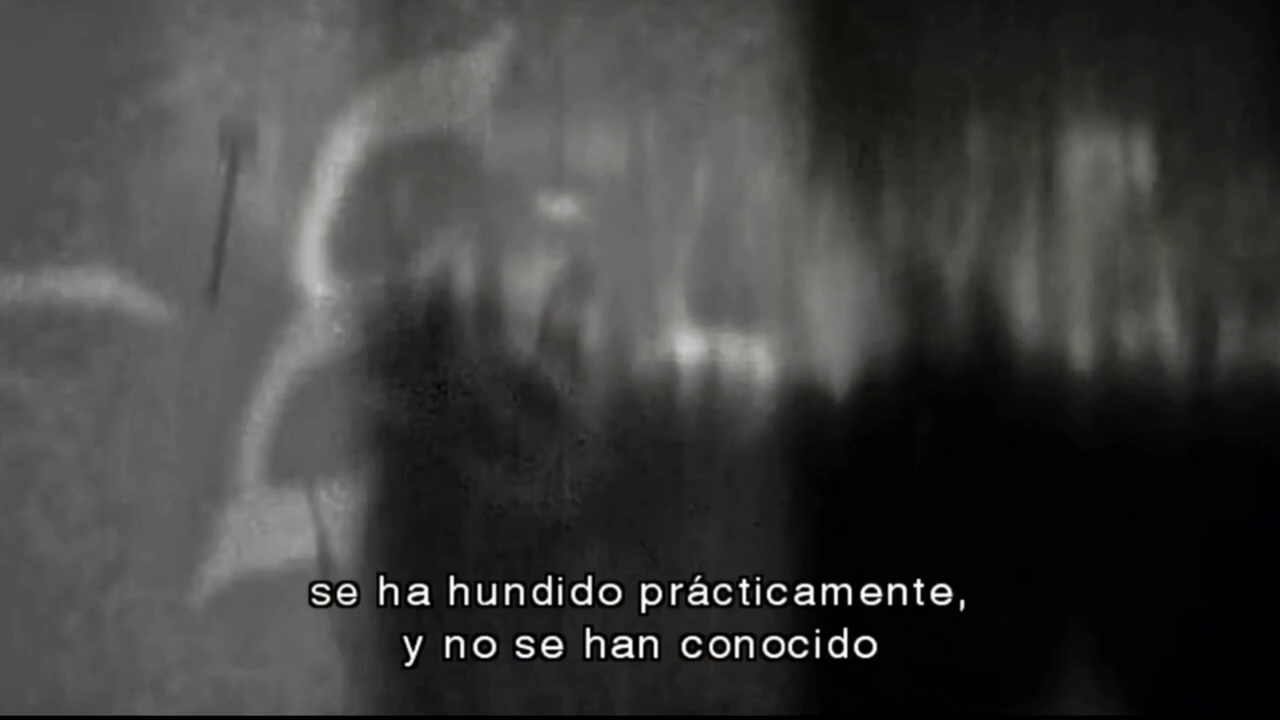 se ha hundido prácticamente,
y no se han conocido